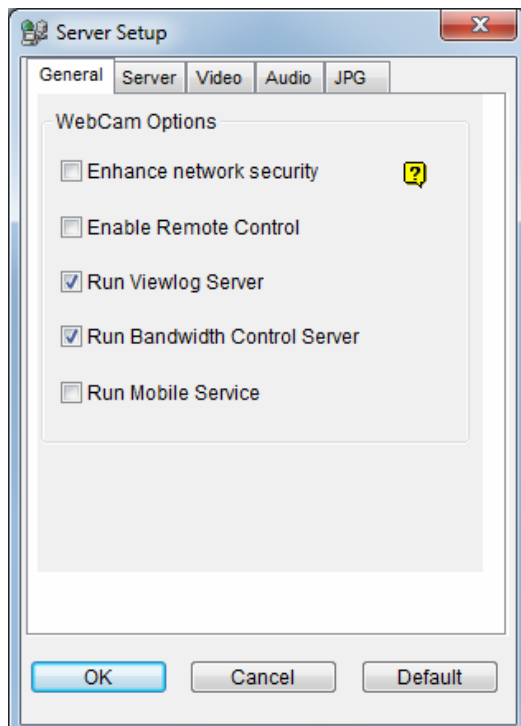 Server Setup
General Server Video Audio JPG
WebCam Options
Enhance network security ?
Enable Remote Control
Run Viewlog Server
Run Bandwidth Control Server
Run Mobile Service
OK Cancel Default